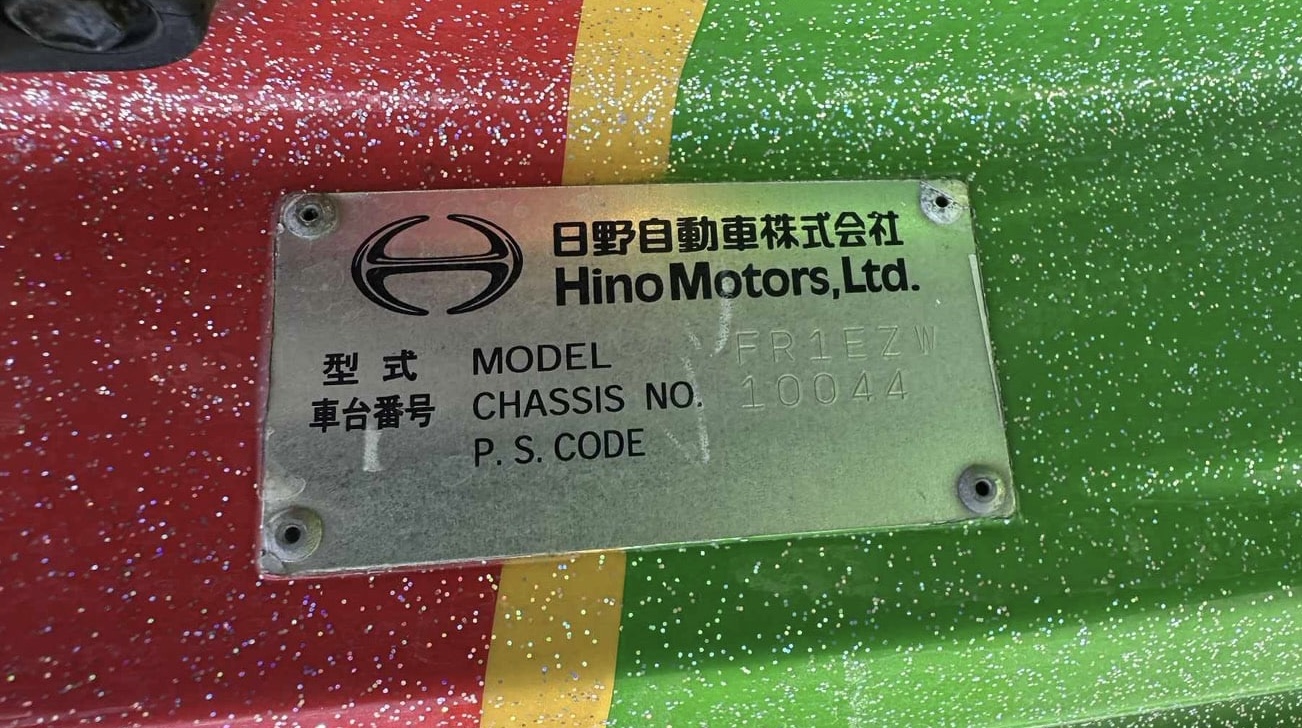 日野自動車株式会社
Hino Motors, Ltd.
型式 MODEL FR1EZW
車台番号 CHASSIS NO. 10044
P. S. CODE